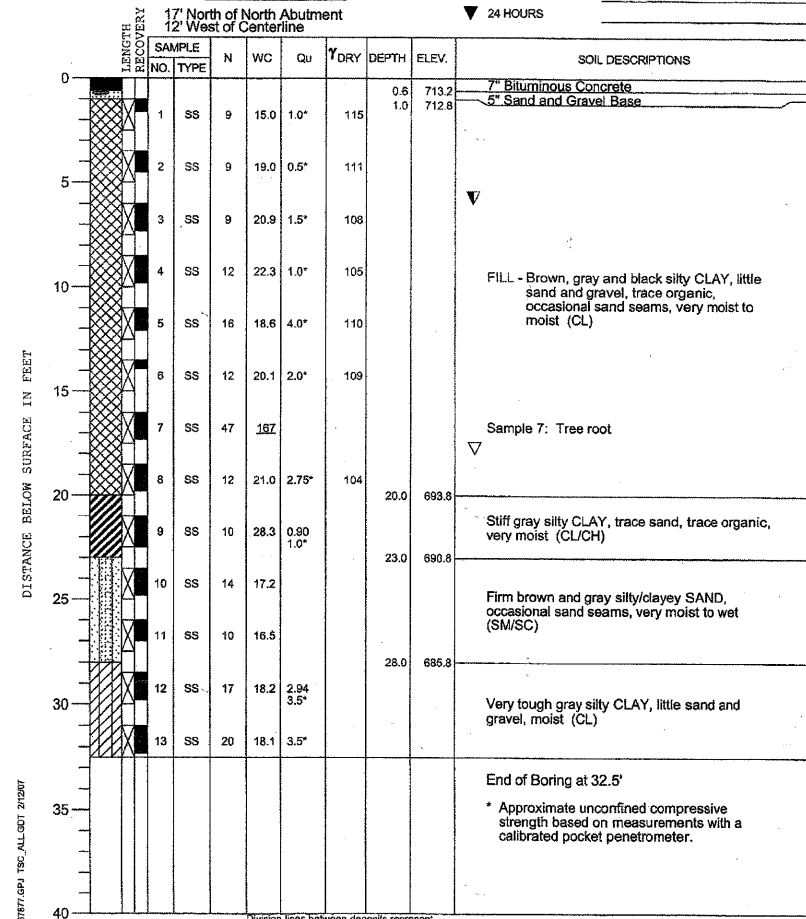 17' North of North Abutment
12' West of Centerline
▼ 24 HOURS
LENGTH
RECOVERY
SAMPLE
NO. TYPE N WC Qu γDRY DEPTH ELEV. SOIL DESCRIPTIONS
0
0.6 713.2 7" Bituminous Concrete
1.0 712.8 5" Sand and Gravel Base
1 SS 9 15.0 1.0* 115
2 SS 9 19.0 0.5* 111
5
3 SS 9 20.9 1.5* 108
4 SS 12 22.3 1.0* 105
10
FILL - Brown, gray and black silty CLAY, little
sand and gravel, trace organic,
occasional sand seams, very moist to
moist (CL)
5 SS 16 18.6 4.0* 110
6 SS 12 20.1 2.0* 109
15
7 SS 47 167 Sample 7: Tree root
8 SS 12 21.0 2.75* 104
20
20.0 693.8
9 SS 10 28.3 0.90
1.0*
Stiff gray silty CLAY, trace sand, trace organic,
very moist (CL/CH)
23.0 690.8
10 SS 14 17.2
25
Firm brown and gray silty/clayey SAND,
occasional sand seams, very moist to wet
(SM/SC)
11 SS 10 16.5
28.0 685.8
12 SS 17 18.2 2.94
3.5*
30
Very tough gray silty CLAY, little sand and
gravel, moist (CL)
13 SS 20 18.1 3.5*
End of Boring at 32.5'
35
* Approximate unconfined compressive
strength based on measurements with a
calibrated pocket penetrometer.
40
DISTANCE BELOW SURFACE IN FEET
TSC_ALL.GDT 2/12/07
Division lines between deposits represent